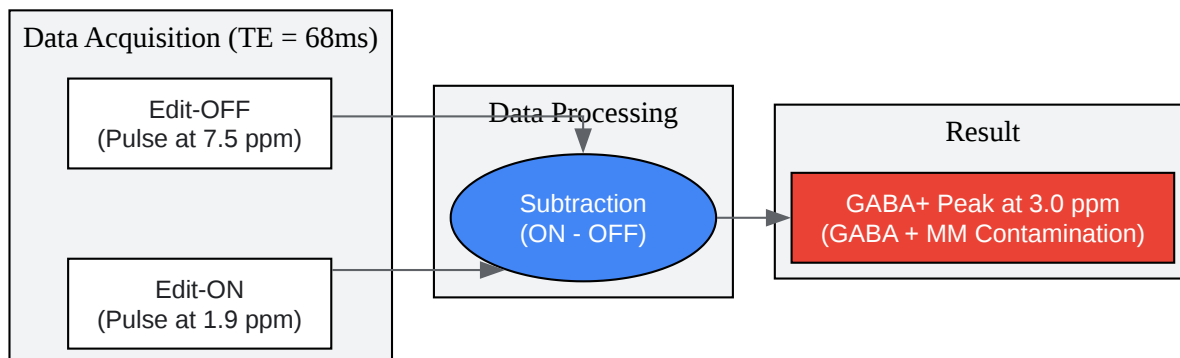 Data Acquisition (TE = 68ms)
Edit-OFF
(Pulse at 7.5 ppm)
Edit-ON
(Pulse at 1.9 ppm)
Data Processing
Subtraction
(ON - OFF)
Result
GABA+ Peak at 3.0 ppm
(GABA + MM Contamination)